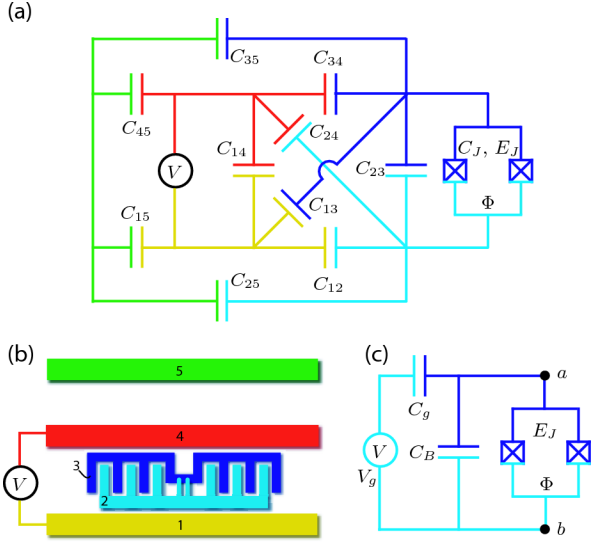 (a)
C35
C45
C34
C24
C14
V
C23
CJ, EJ
Φ
C15
C13
C12
C25
(b)
5
4
3
2
1
V
(c)
a
Cg
EJ
CB
V
Vg
Φ
b